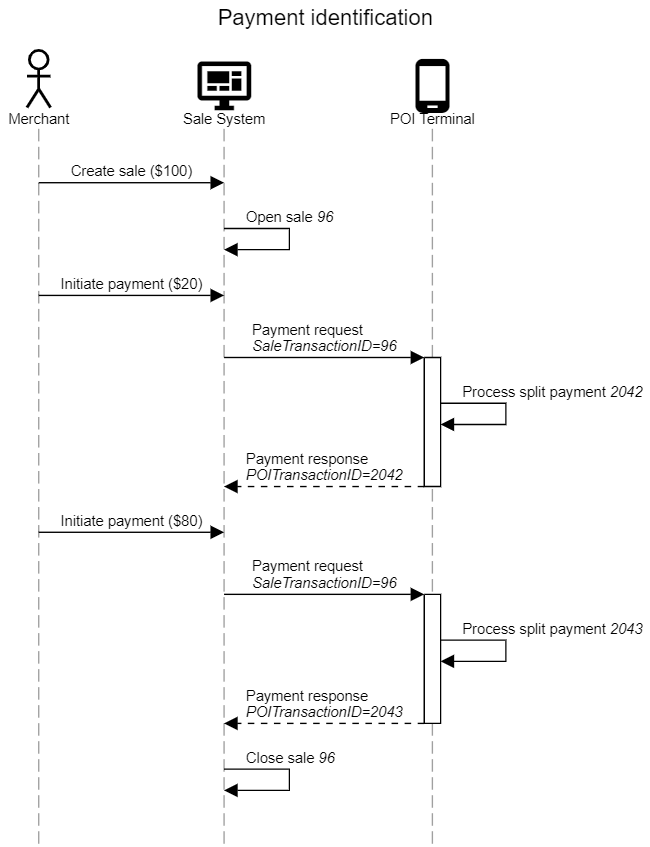 Payment identification
Merchant
Sale System
POI Terminal
Create sale ($100)
Open sale 96
Initiate payment ($20)
Payment request
SaleTransactionID=96
Process split payment 2042
Payment response
POITransactionID=2042
Initiate payment ($80)
Payment request
SaleTransactionID=96
Process split payment 2043
Payment response
POITransactionID=2043
Close sale 96